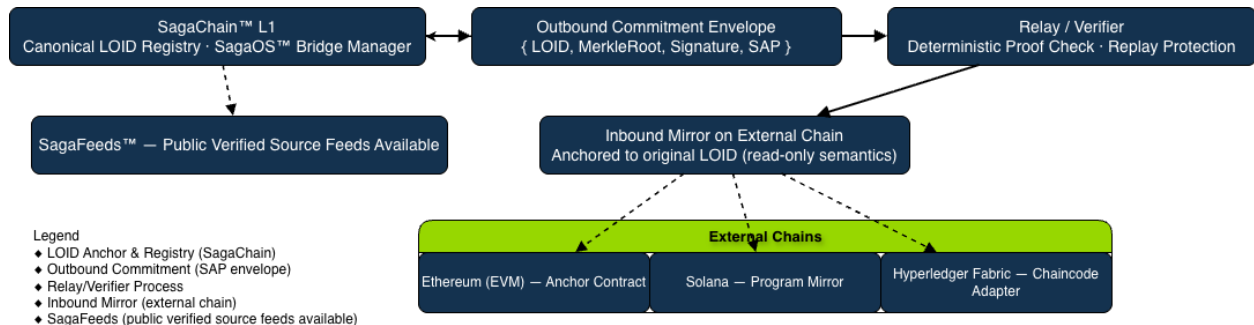 SagaChain™ L1
Canonical LOID Registry · SagaOS™ Bridge Manager
Outbound Commitment Envelope
{ LOID, MerkleRoot, Signature, SAP }
Relay / Verifier
Deterministic Proof Check · Replay Protection
SagaFeeds™ — Public Verified Source Feeds Available
Inbound Mirror on External Chain
Anchored to original LOID (read-only semantics)
External Chains
Ethereum (EVM) — Anchor Contract
Solana — Program Mirror
Hyperledger Fabric — Chaincode
Adapter
Legend
◆ LOID Anchor & Registry (SagaChain)
◆ Outbound Commitment (SAP envelope)
◆ Relay/Verifier Process
◆ Inbound Mirror (external chain)
◆ SagaFeeds (public verified source feeds available)